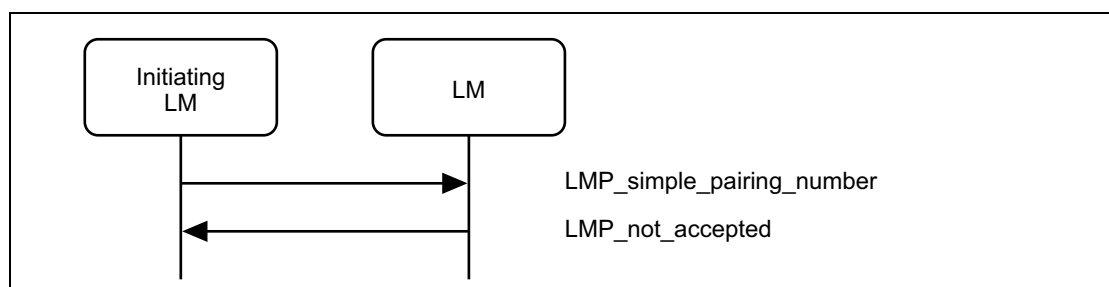 Initiating
LM
LM
LMP_simple_pairing_number
LMP_not_accepted